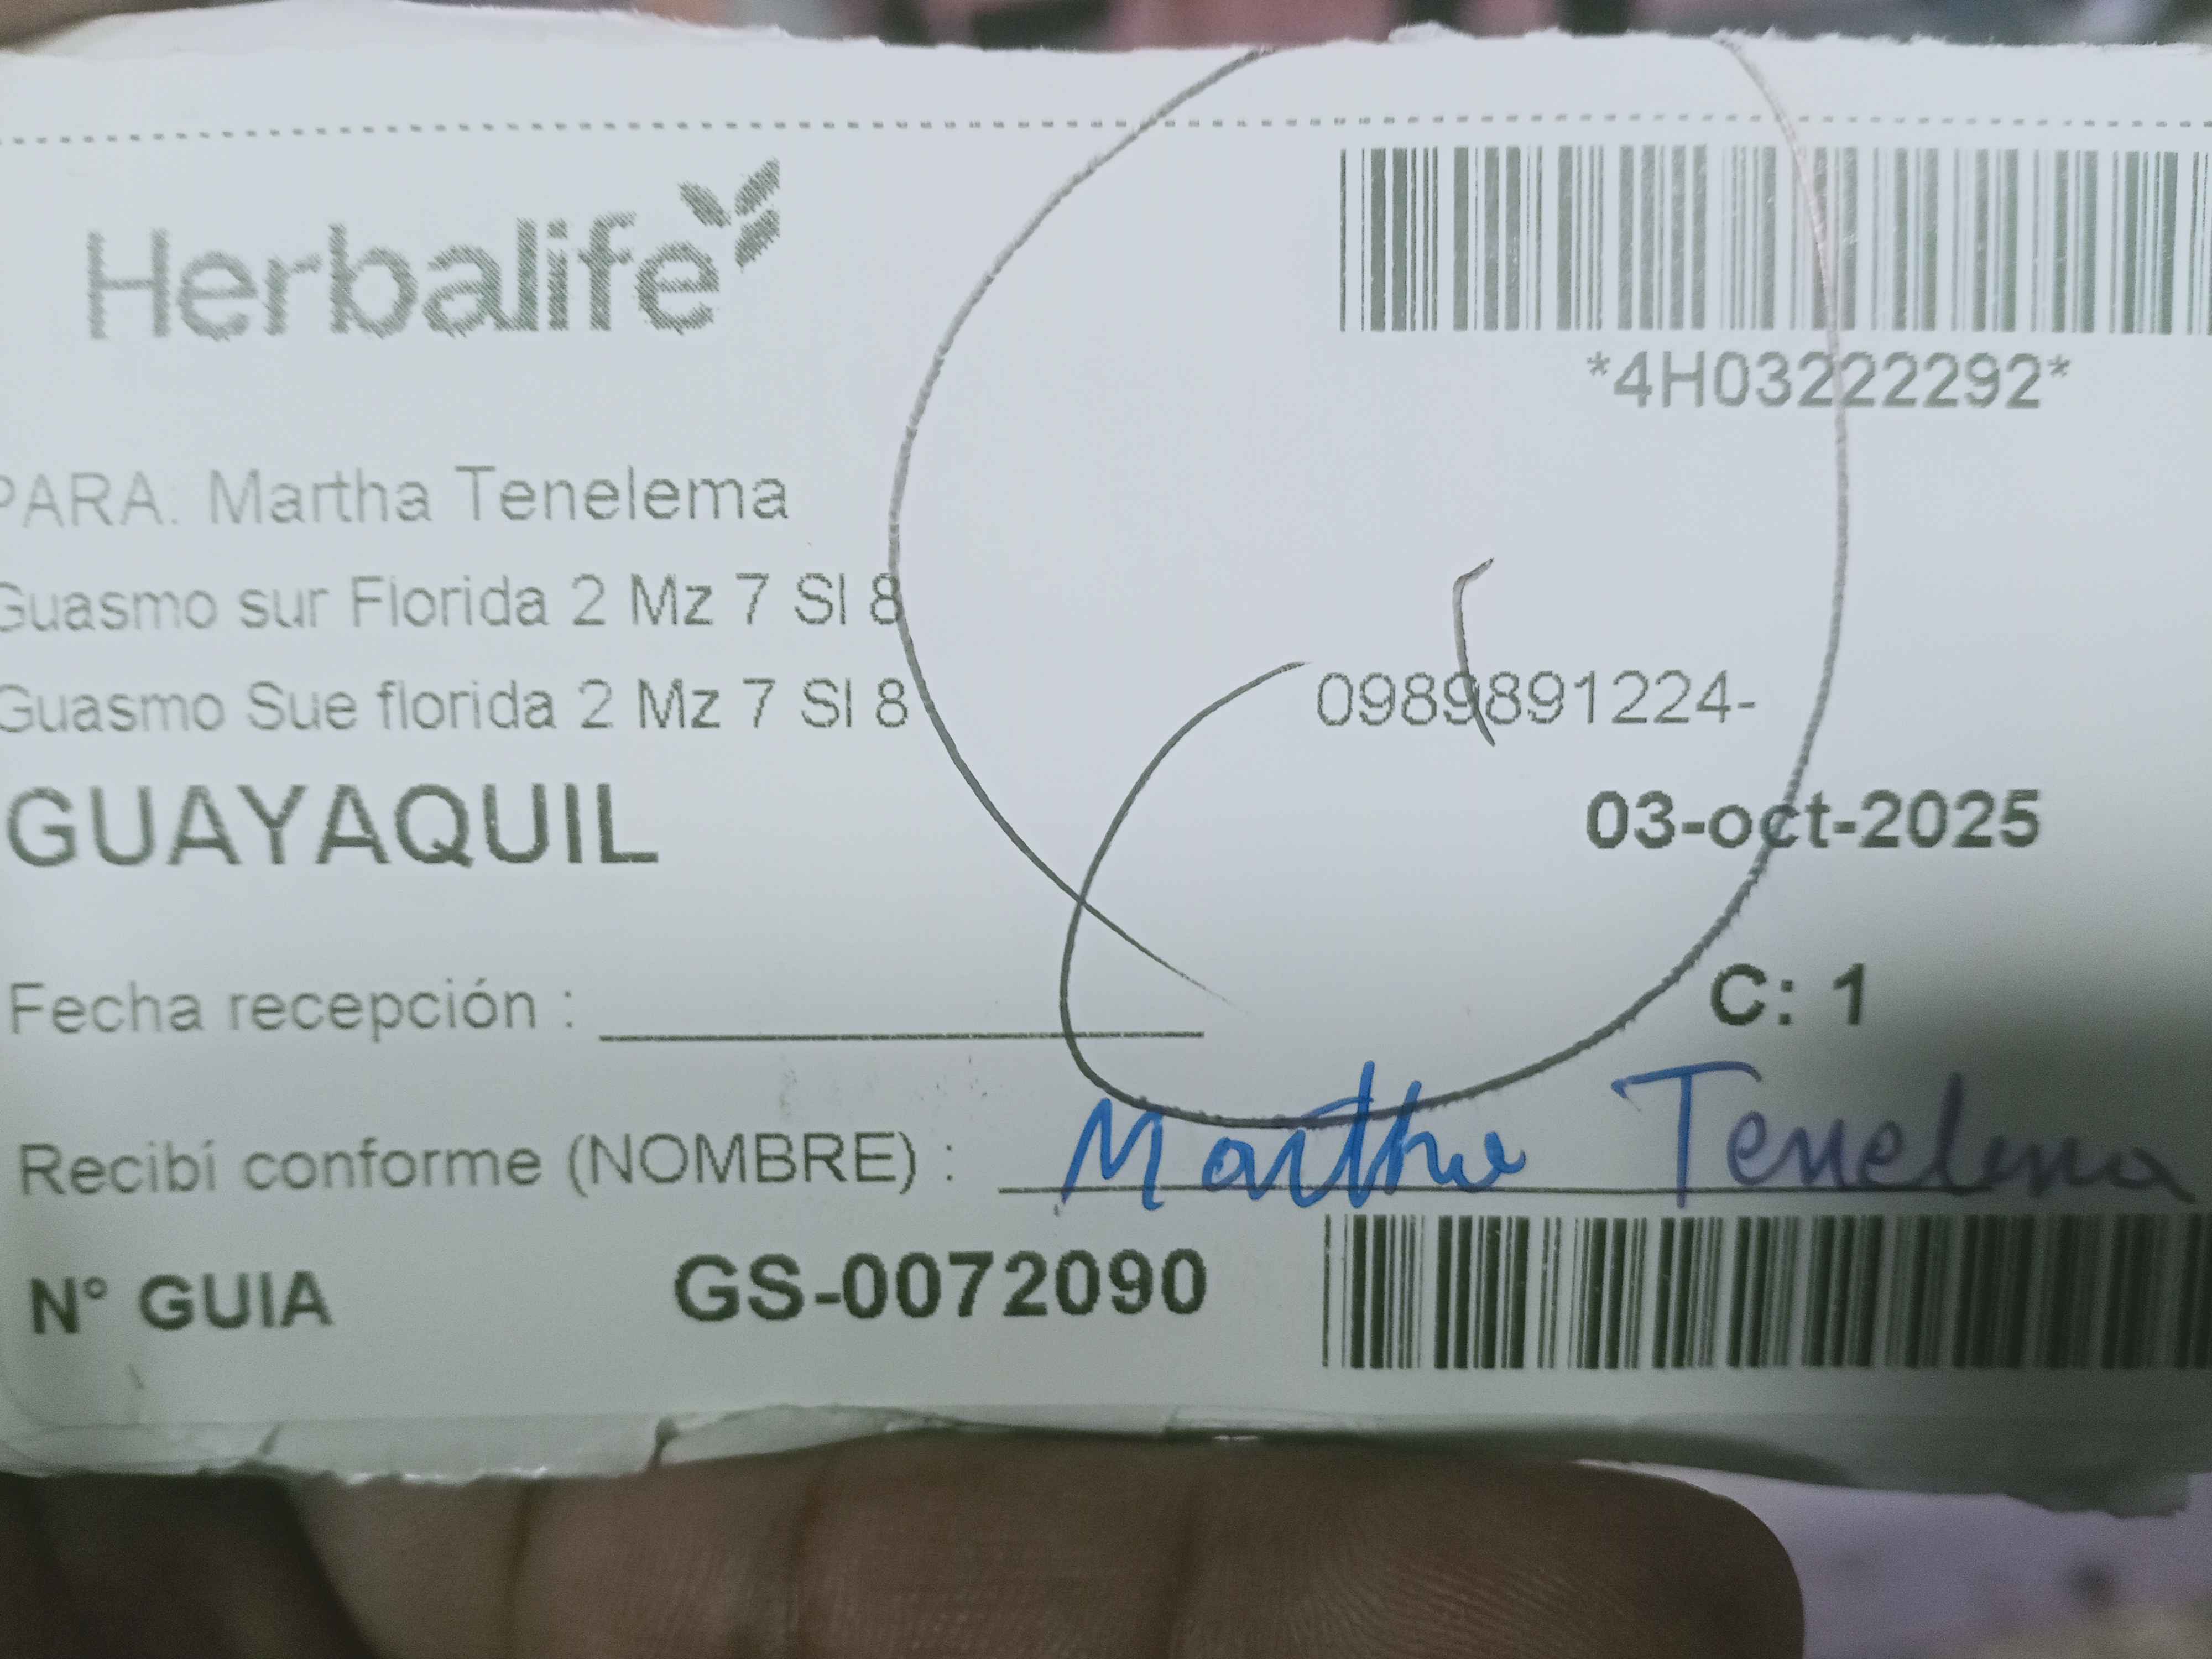 Herbalife
*4H03222292*
PARA. Martha Tenelema
Guasmo sur Florida 2 Mz 7 Sl 8
Guasmo Sue florida 2 Mz 7 Sl 8
0989891224-
GUAYAQUIL
03-oct-2025
Fecha recepción :
C: 1
Recibí conforme (NOMBRE) : Martha Tenelema
N° GUIA GS-0072090